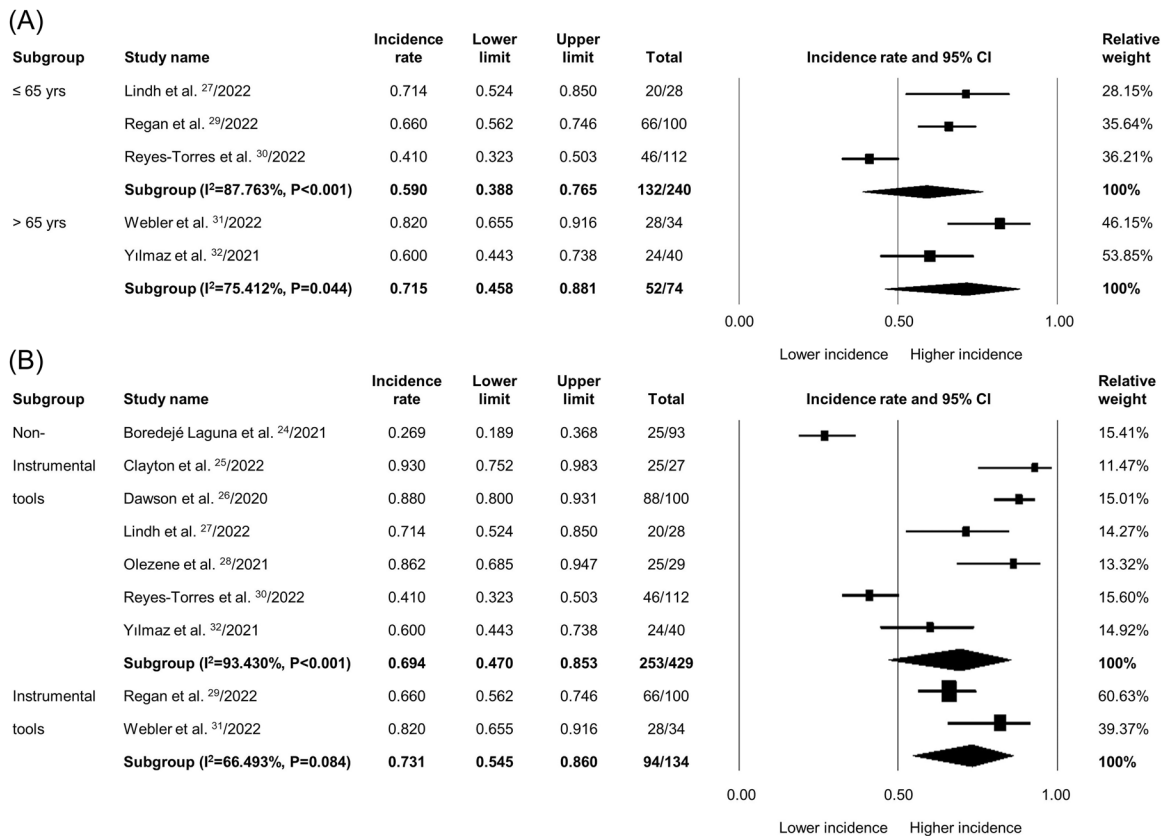 (A)
Subgroup Study name Incidence rate Lower limit Upper limit Total Incidence rate and 95% CI Relative weight
≤ 65 yrs Lindh et al. 27/2022 0.714 0.524 0.850 20/28 28.15%
Regan et al. 29/2022 0.660 0.562 0.746 66/100 35.64%
Reyes-Torres et al. 30/2022 0.410 0.323 0.503 46/112 36.21%
Subgroup (I²=87.763%, P<0.001) 0.590 0.388 0.765 132/240 100%
> 65 yrs Webler et al. 31/2022 0.820 0.655 0.916 28/34 46.15%
Yılmaz et al. 32/2021 0.600 0.443 0.738 24/40 53.85%
Subgroup (I²=75.412%, P=0.044) 0.715 0.458 0.881 52/74 100%
0.00 0.50 1.00
Lower incidence Higher incidence
(B)
Subgroup Study name Incidence rate Lower limit Upper limit Total Incidence rate and 95% CI Relative weight
Non- Boredejé Laguna et al. 24/2021 0.269 0.189 0.368 25/93 15.41%
Instrumental Clayton et al. 25/2022 0.930 0.752 0.983 25/27 11.47%
tools Dawson et al. 26/2020 0.880 0.800 0.931 88/100 15.01%
Lindh et al. 27/2022 0.714 0.524 0.850 20/28 14.27%
Olezene et al. 28/2021 0.862 0.685 0.947 25/29 13.32%
Reyes-Torres et al. 30/2022 0.410 0.323 0.503 46/112 15.60%
Yılmaz et al. 32/2021 0.600 0.443 0.738 24/40 14.92%
Subgroup (I²=93.430%, P<0.001) 0.694 0.470 0.853 253/429 100%
Instrumental Regan et al. 29/2022 0.660 0.562 0.746 66/100 60.63%
tools Webler et al. 31/2022 0.820 0.655 0.916 28/34 39.37%
Subgroup (I²=66.493%, P=0.084) 0.731 0.545 0.860 94/134 100%
0.00 0.50 1.00
Lower incidence Higher incidence